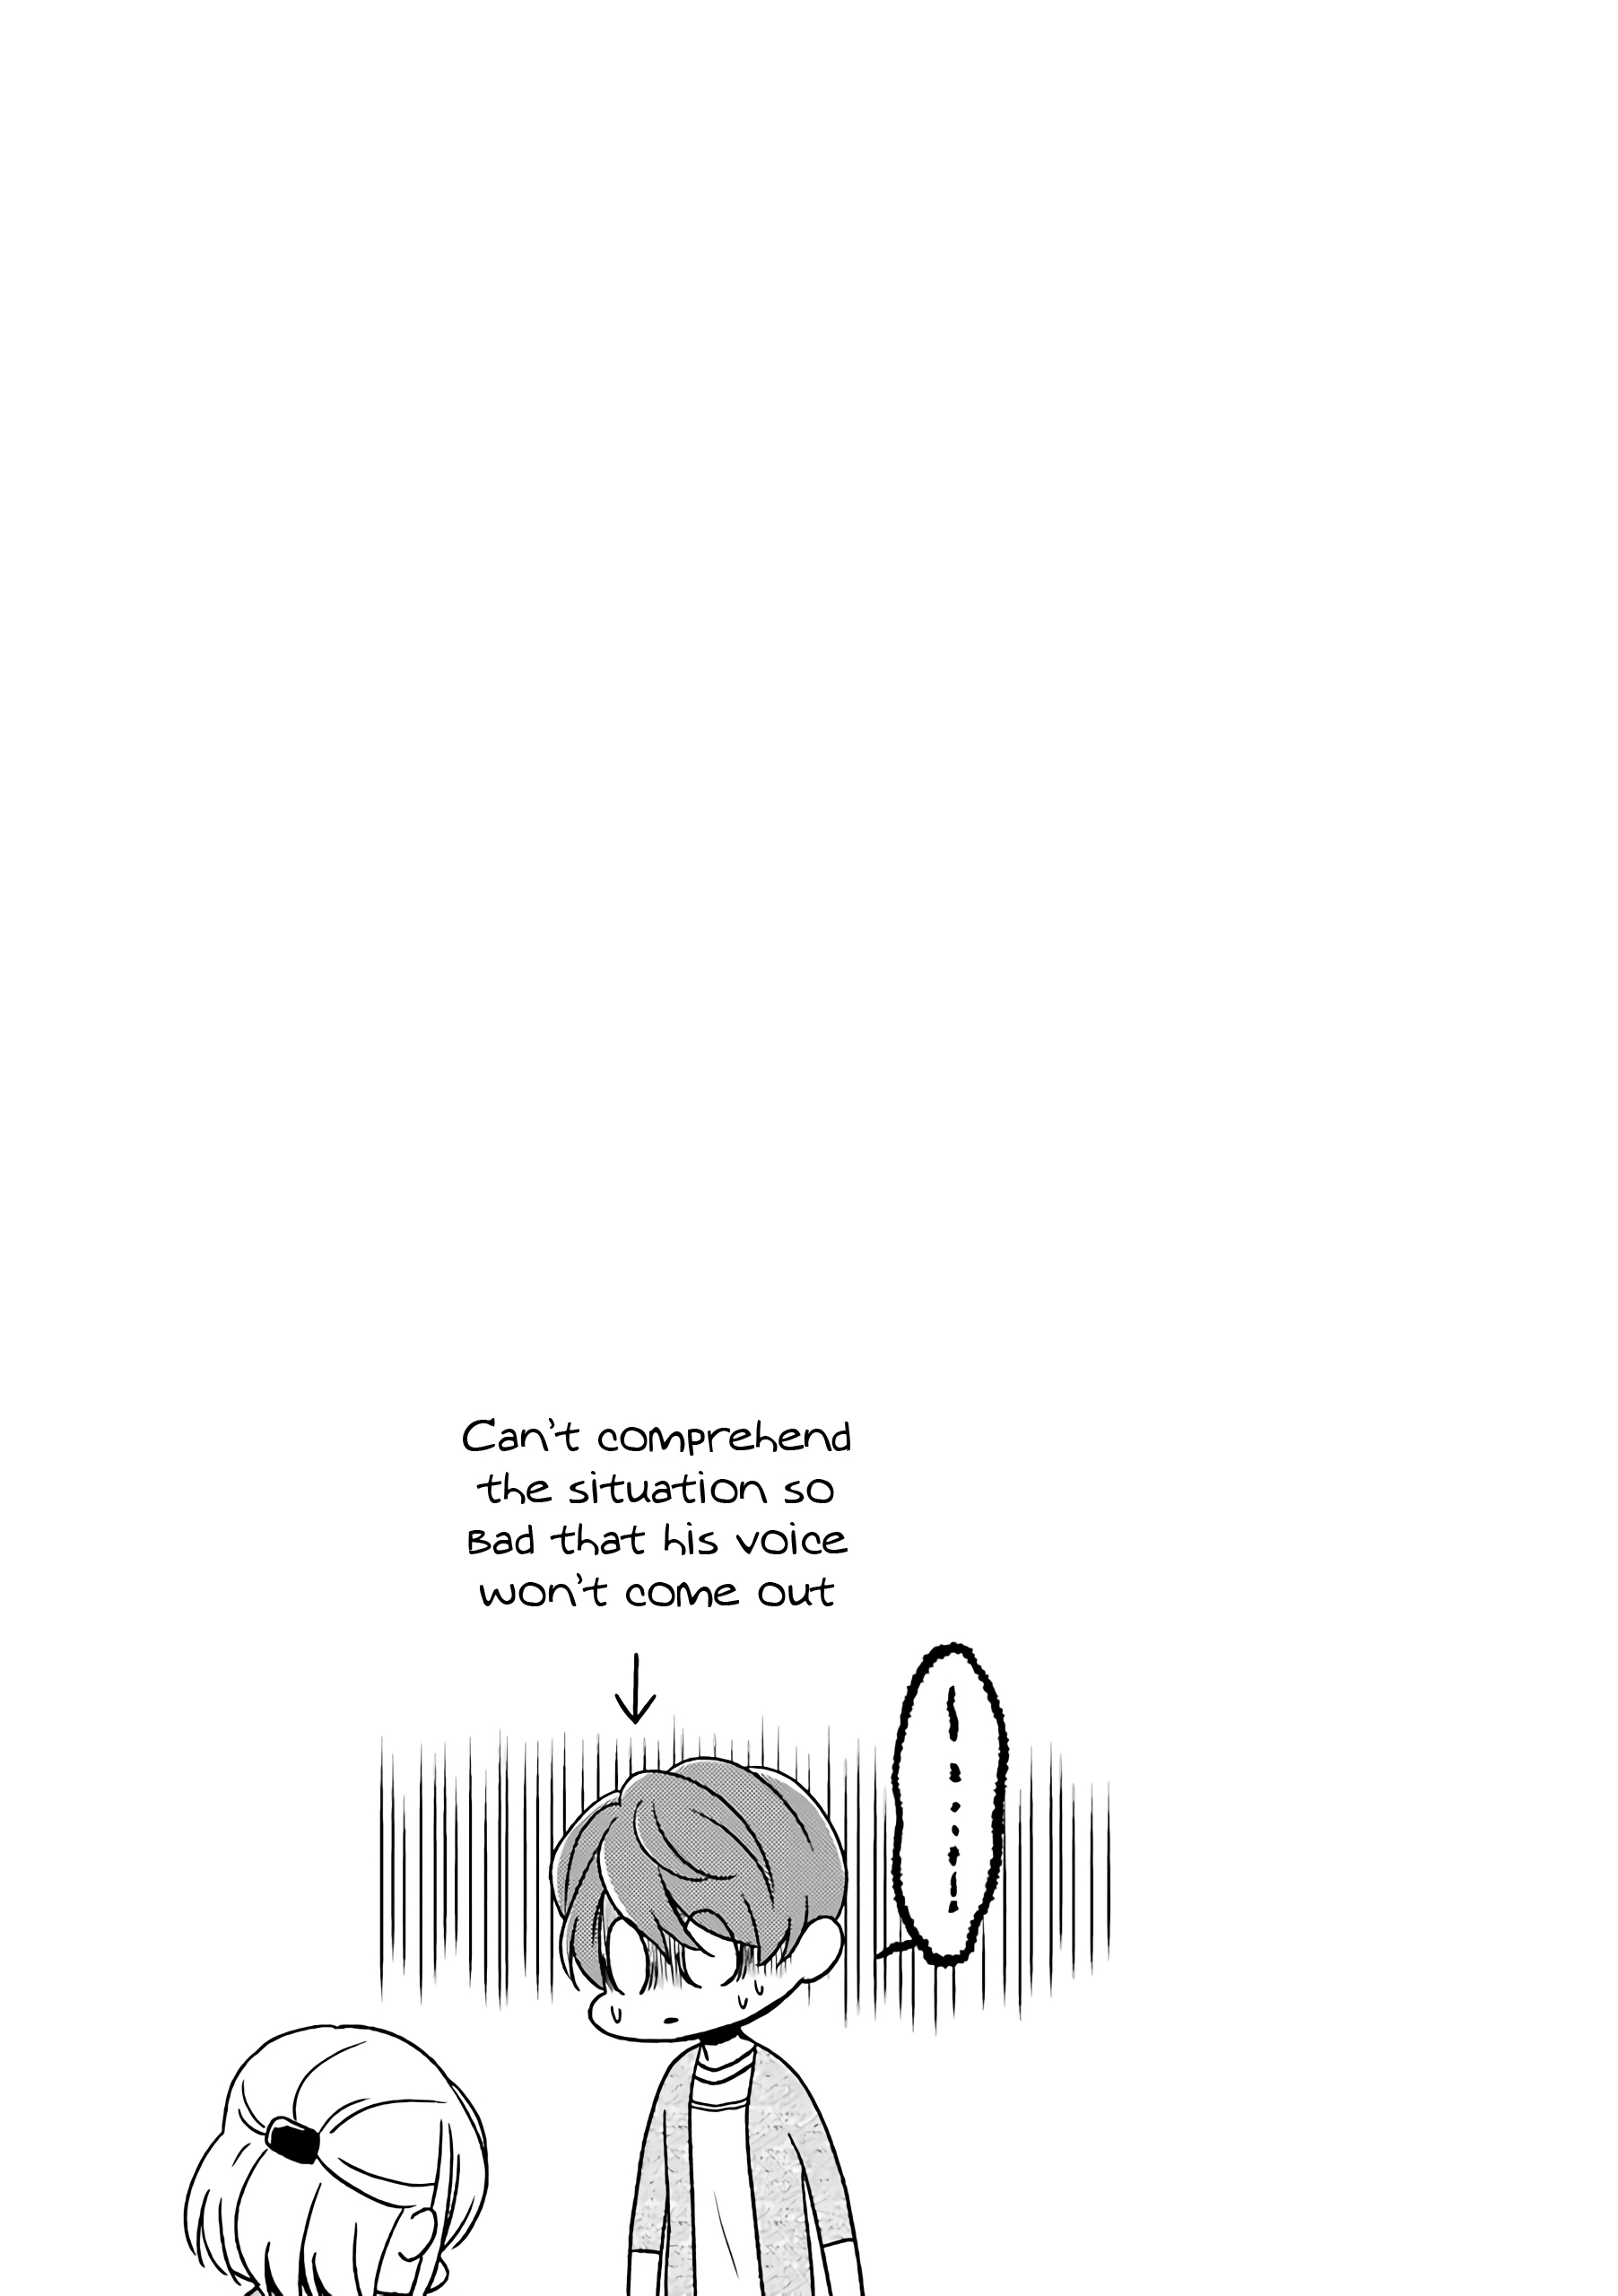 Can't comprehend
the situation so
Bad that his voice
won't come out